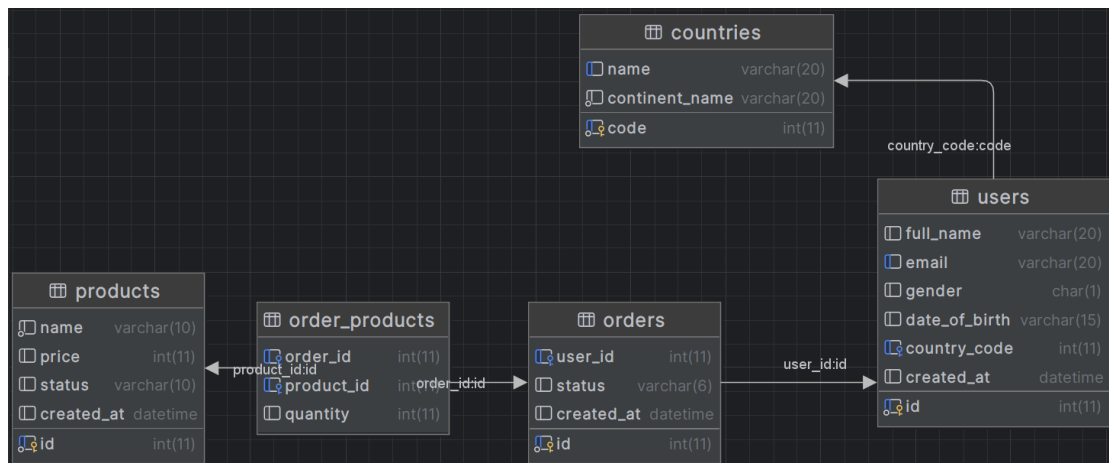 countries
name varchar(20)
continent_name varchar(20)
code int(11)
country_code:code
users
full_name varchar(20)
email varchar(20)
gender char(1)
date_of_birth varchar(15)
country_code int(11)
created_at datetime
id int(11)
products
name varchar(10)
price int(11)
status varchar(10)
created_at datetime
id int(11)
product_id:id
order_products
order_id int(11)
product_id
quantity int(11)
order_id:id
orders
user_id int(11)
status varchar(6)
created_at datetime
id int(11)
user_id:id